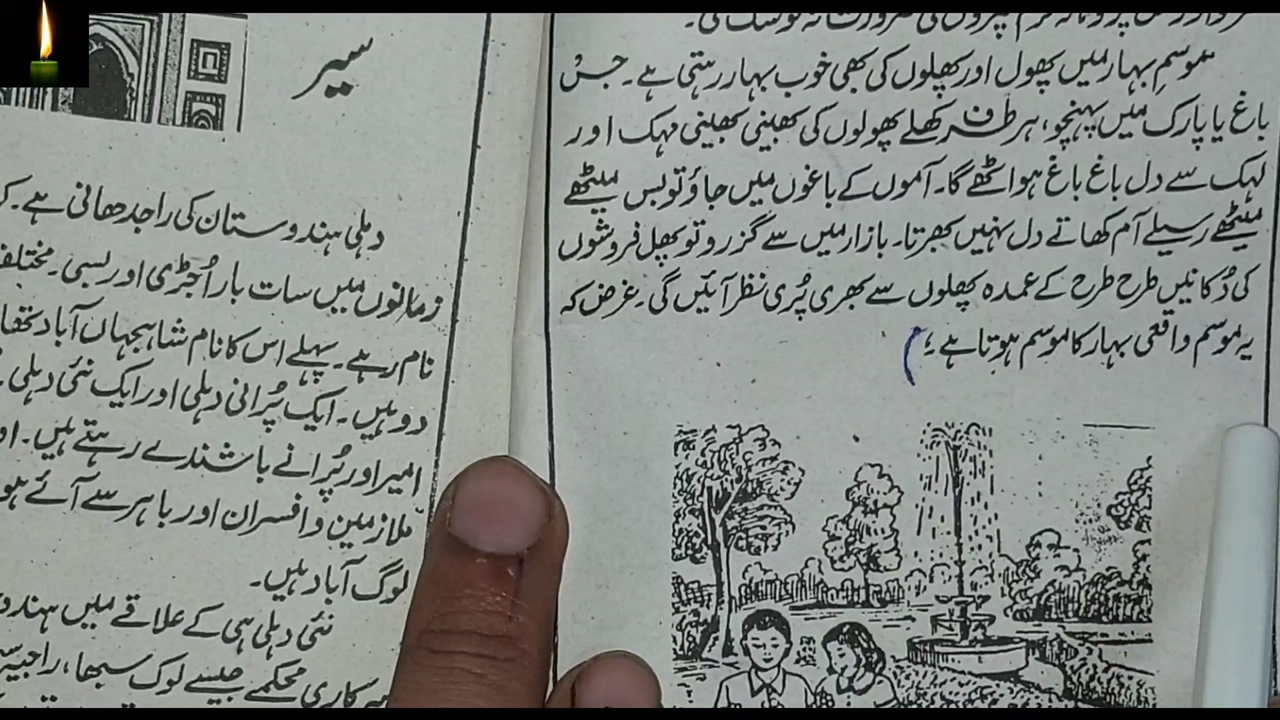 موسمِ بہار میں پھول اور پھلوں کی بھی خوب بہار رہتی ہے۔ جس
باغ یا پارک میں پہنچو، ہر طرف کھلے پھولوں کی بھینی بھینی مہک اور
لہک سے دل باغ باغ ہو اٹھے گا۔ آموں کے باغوں میں جاؤ تو بس میٹھے
میٹھے رسیلے آم کھاتے دل نہیں بھرتا۔ بازار میں سے گزرو تو پھل فروشوں
کی دُکانیں طرح طرح کے عمدہ پھلوں سے بھری پُری نظر آئیں گی۔ غرض کہ
یہ موسم واقعی بہار کا موسم ہوتا ہے۔
سیر
دہلی ہندوستان کی راجدھانی ہے۔
زمانوں میں سات بار اُجڑی اور بسی۔ مختلف
نام رہے۔ پہلے اس کا نام شاہجہاں آباد تھا
دو ہیں۔ ایک پُرانی دہلی اور ایک نئی دہلی۔
امیر اور پُرانے باشندے رہتے ہیں۔
ملازمین و افسران اور باہر سے آئے
لوگ آباد ہیں۔
نئی دہلی ہی کے علاقے میں
سرکاری محکمے جیسے لوک سبھا،